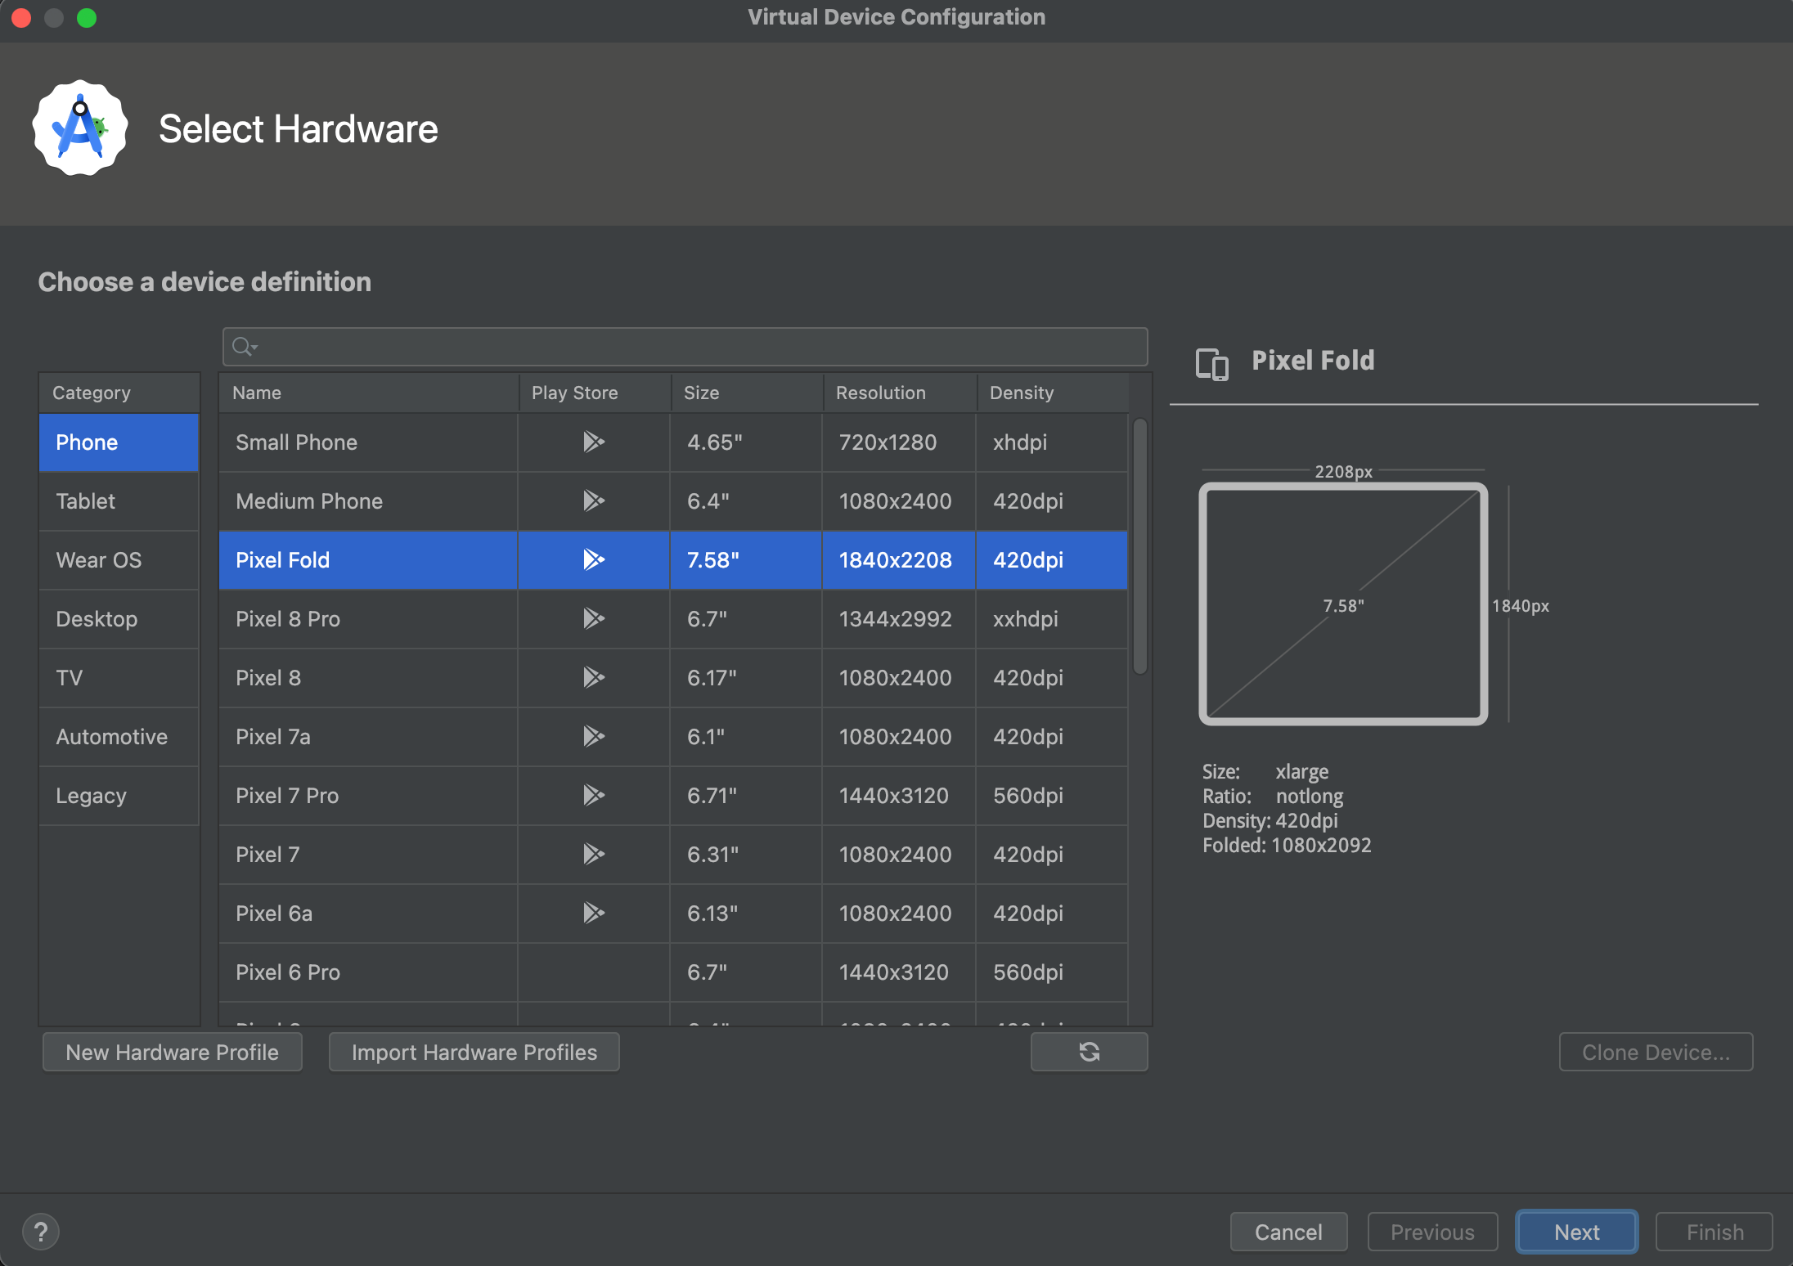 Virtual Device Configuration
Select Hardware
Choose a device definition
Category
Phone
Tablet
Wear OS
Desktop
TV
Automotive
Legacy
Name Play Store Size Resolution Density
Small Phone 4.65" 720x1280 xhdpi
Medium Phone 6.4" 1080x2400 420dpi
Pixel Fold 7.58" 1840x2208 420dpi
Pixel 8 Pro 6.7" 1344x2992 xxhdpi
Pixel 8 6.17" 1080x2400 420dpi
Pixel 7a 6.1" 1080x2400 420dpi
Pixel 7 Pro 6.71" 1440x3120 560dpi
Pixel 7 6.31" 1080x2400 420dpi
Pixel 6a 6.13" 1080x2400 420dpi
Pixel 6 Pro 6.7" 1440x3120 560dpi
Pixel Fold
2208px
7.58"
1840px
Size: xlarge
Ratio: notlong
Density: 420dpi
Folded: 1080x2092
New Hardware Profile Import Hardware Profiles Clone Device...
? Cancel Previous Next Finish